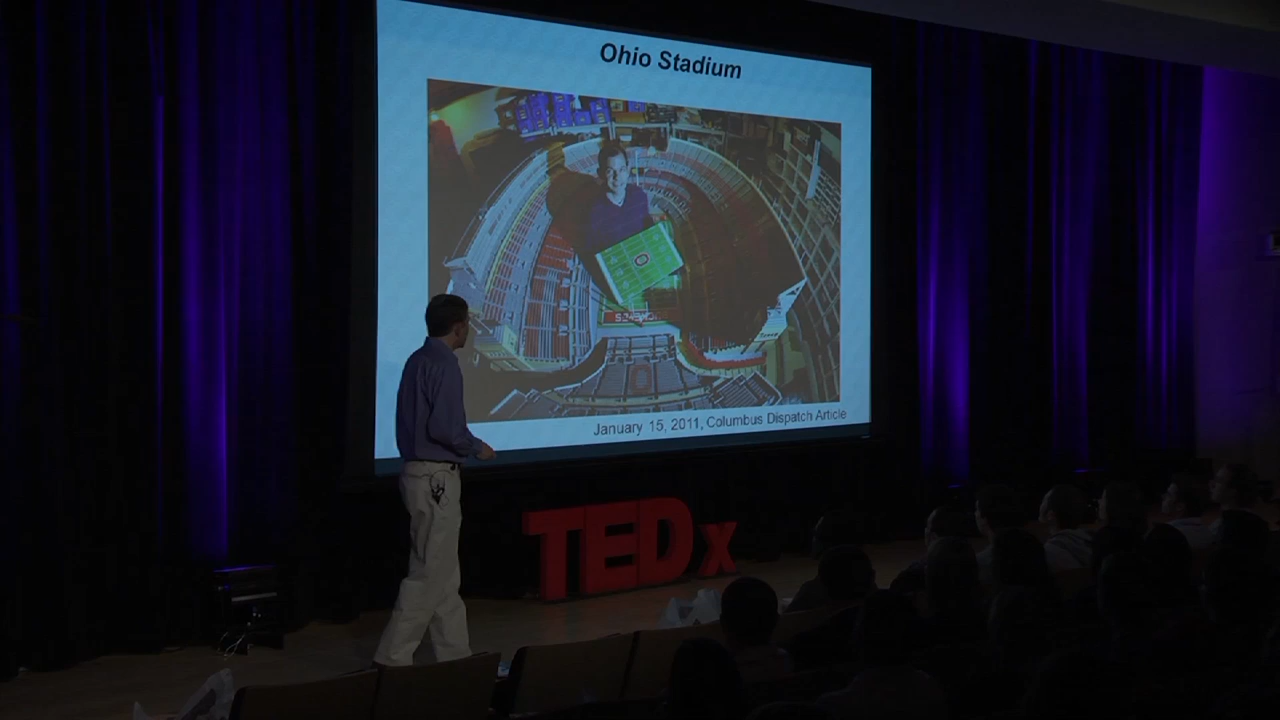 Ohio Stadium
January 15, 2011, Columbus Dispatch Article
TEDx